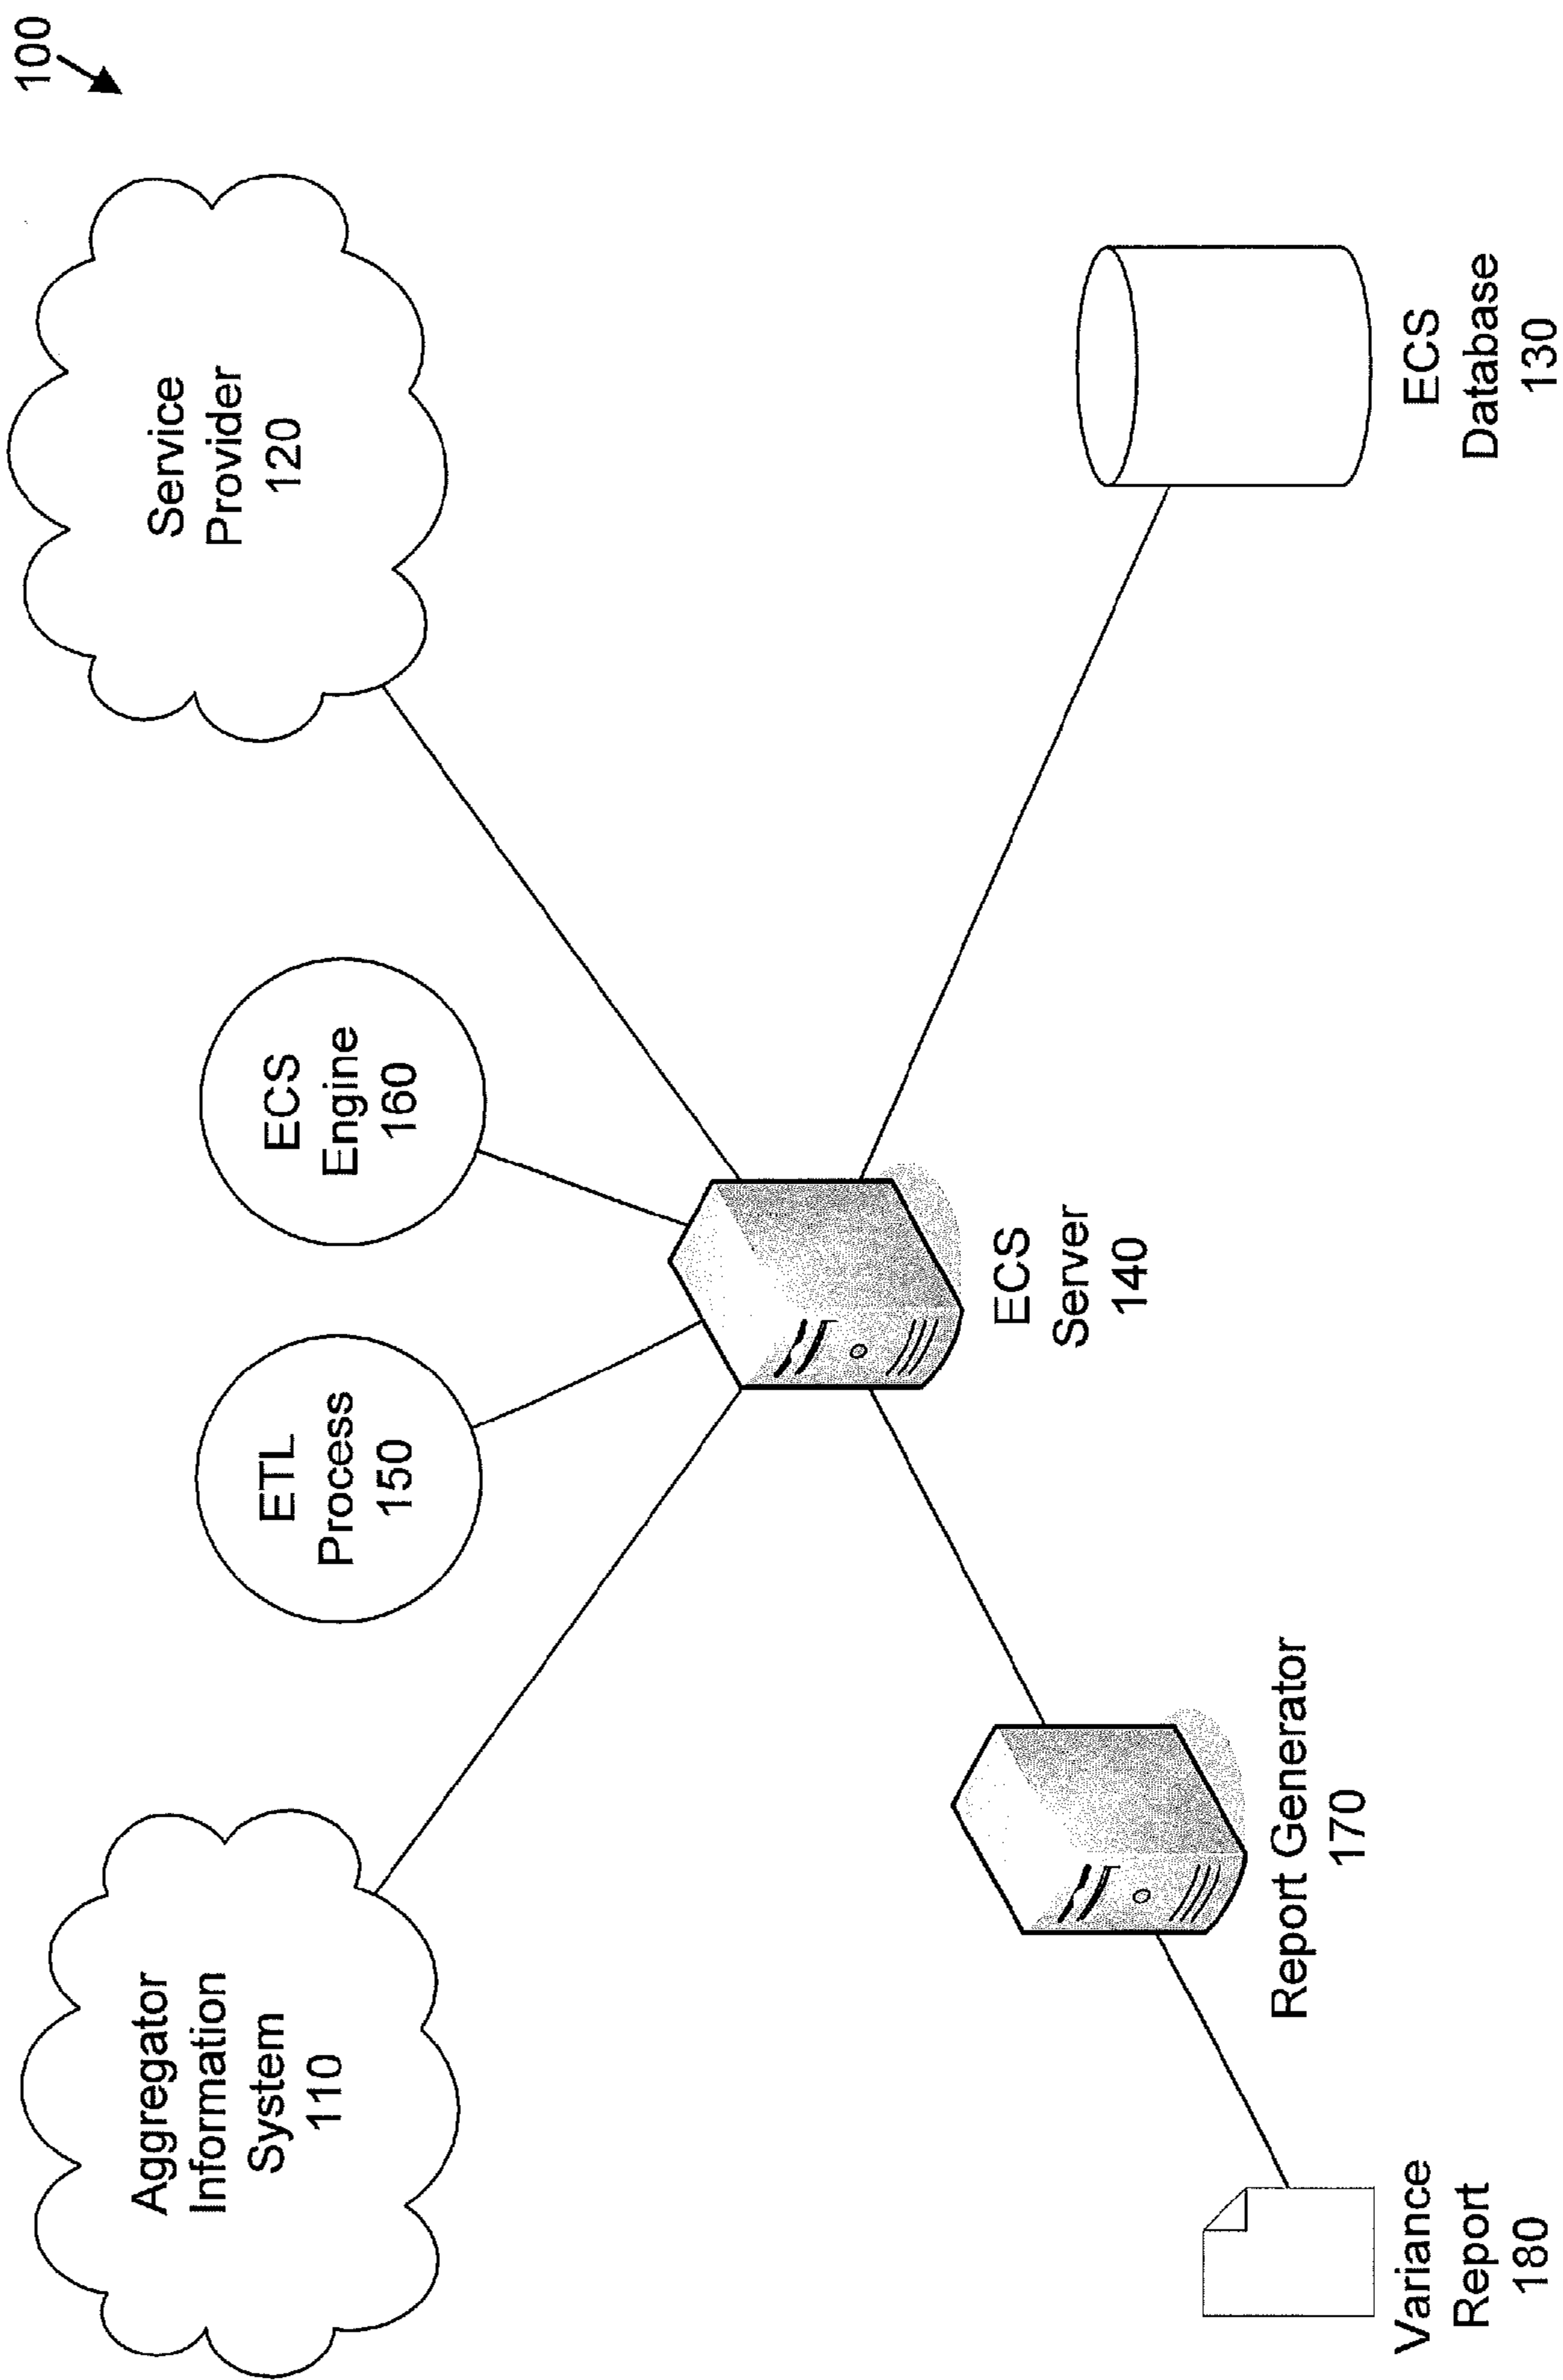 100
Aggregator
Information
System
110
ETL
Process
150
ECS
Engine
160
Service
Provider
120
ECS
Server
140
Report Generator
170
Variance
Report
180
ECS
Database
130